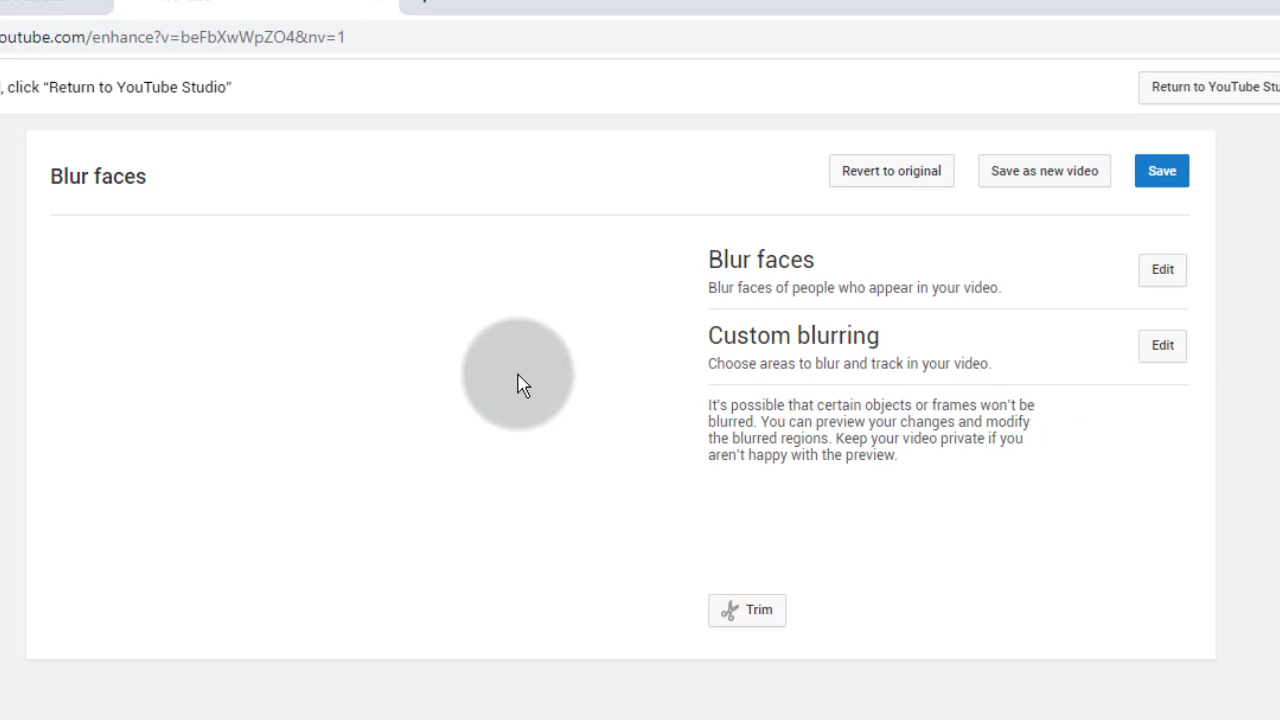 outube.com/enhance?v=beFbXwWpZO4&nv=1
, click “Return to YouTube Studio”
Return to YouTube Stu
Blur faces
Revert to original
Save as new video
Save
Blur faces
Edit
Blur faces of people who appear in your video.
Custom blurring
Edit
Choose areas to blur and track in your video.
It's possible that certain objects or frames won't be
blurred. You can preview your changes and modify
the blurred regions. Keep your video private if you
aren't happy with the preview.
Trim